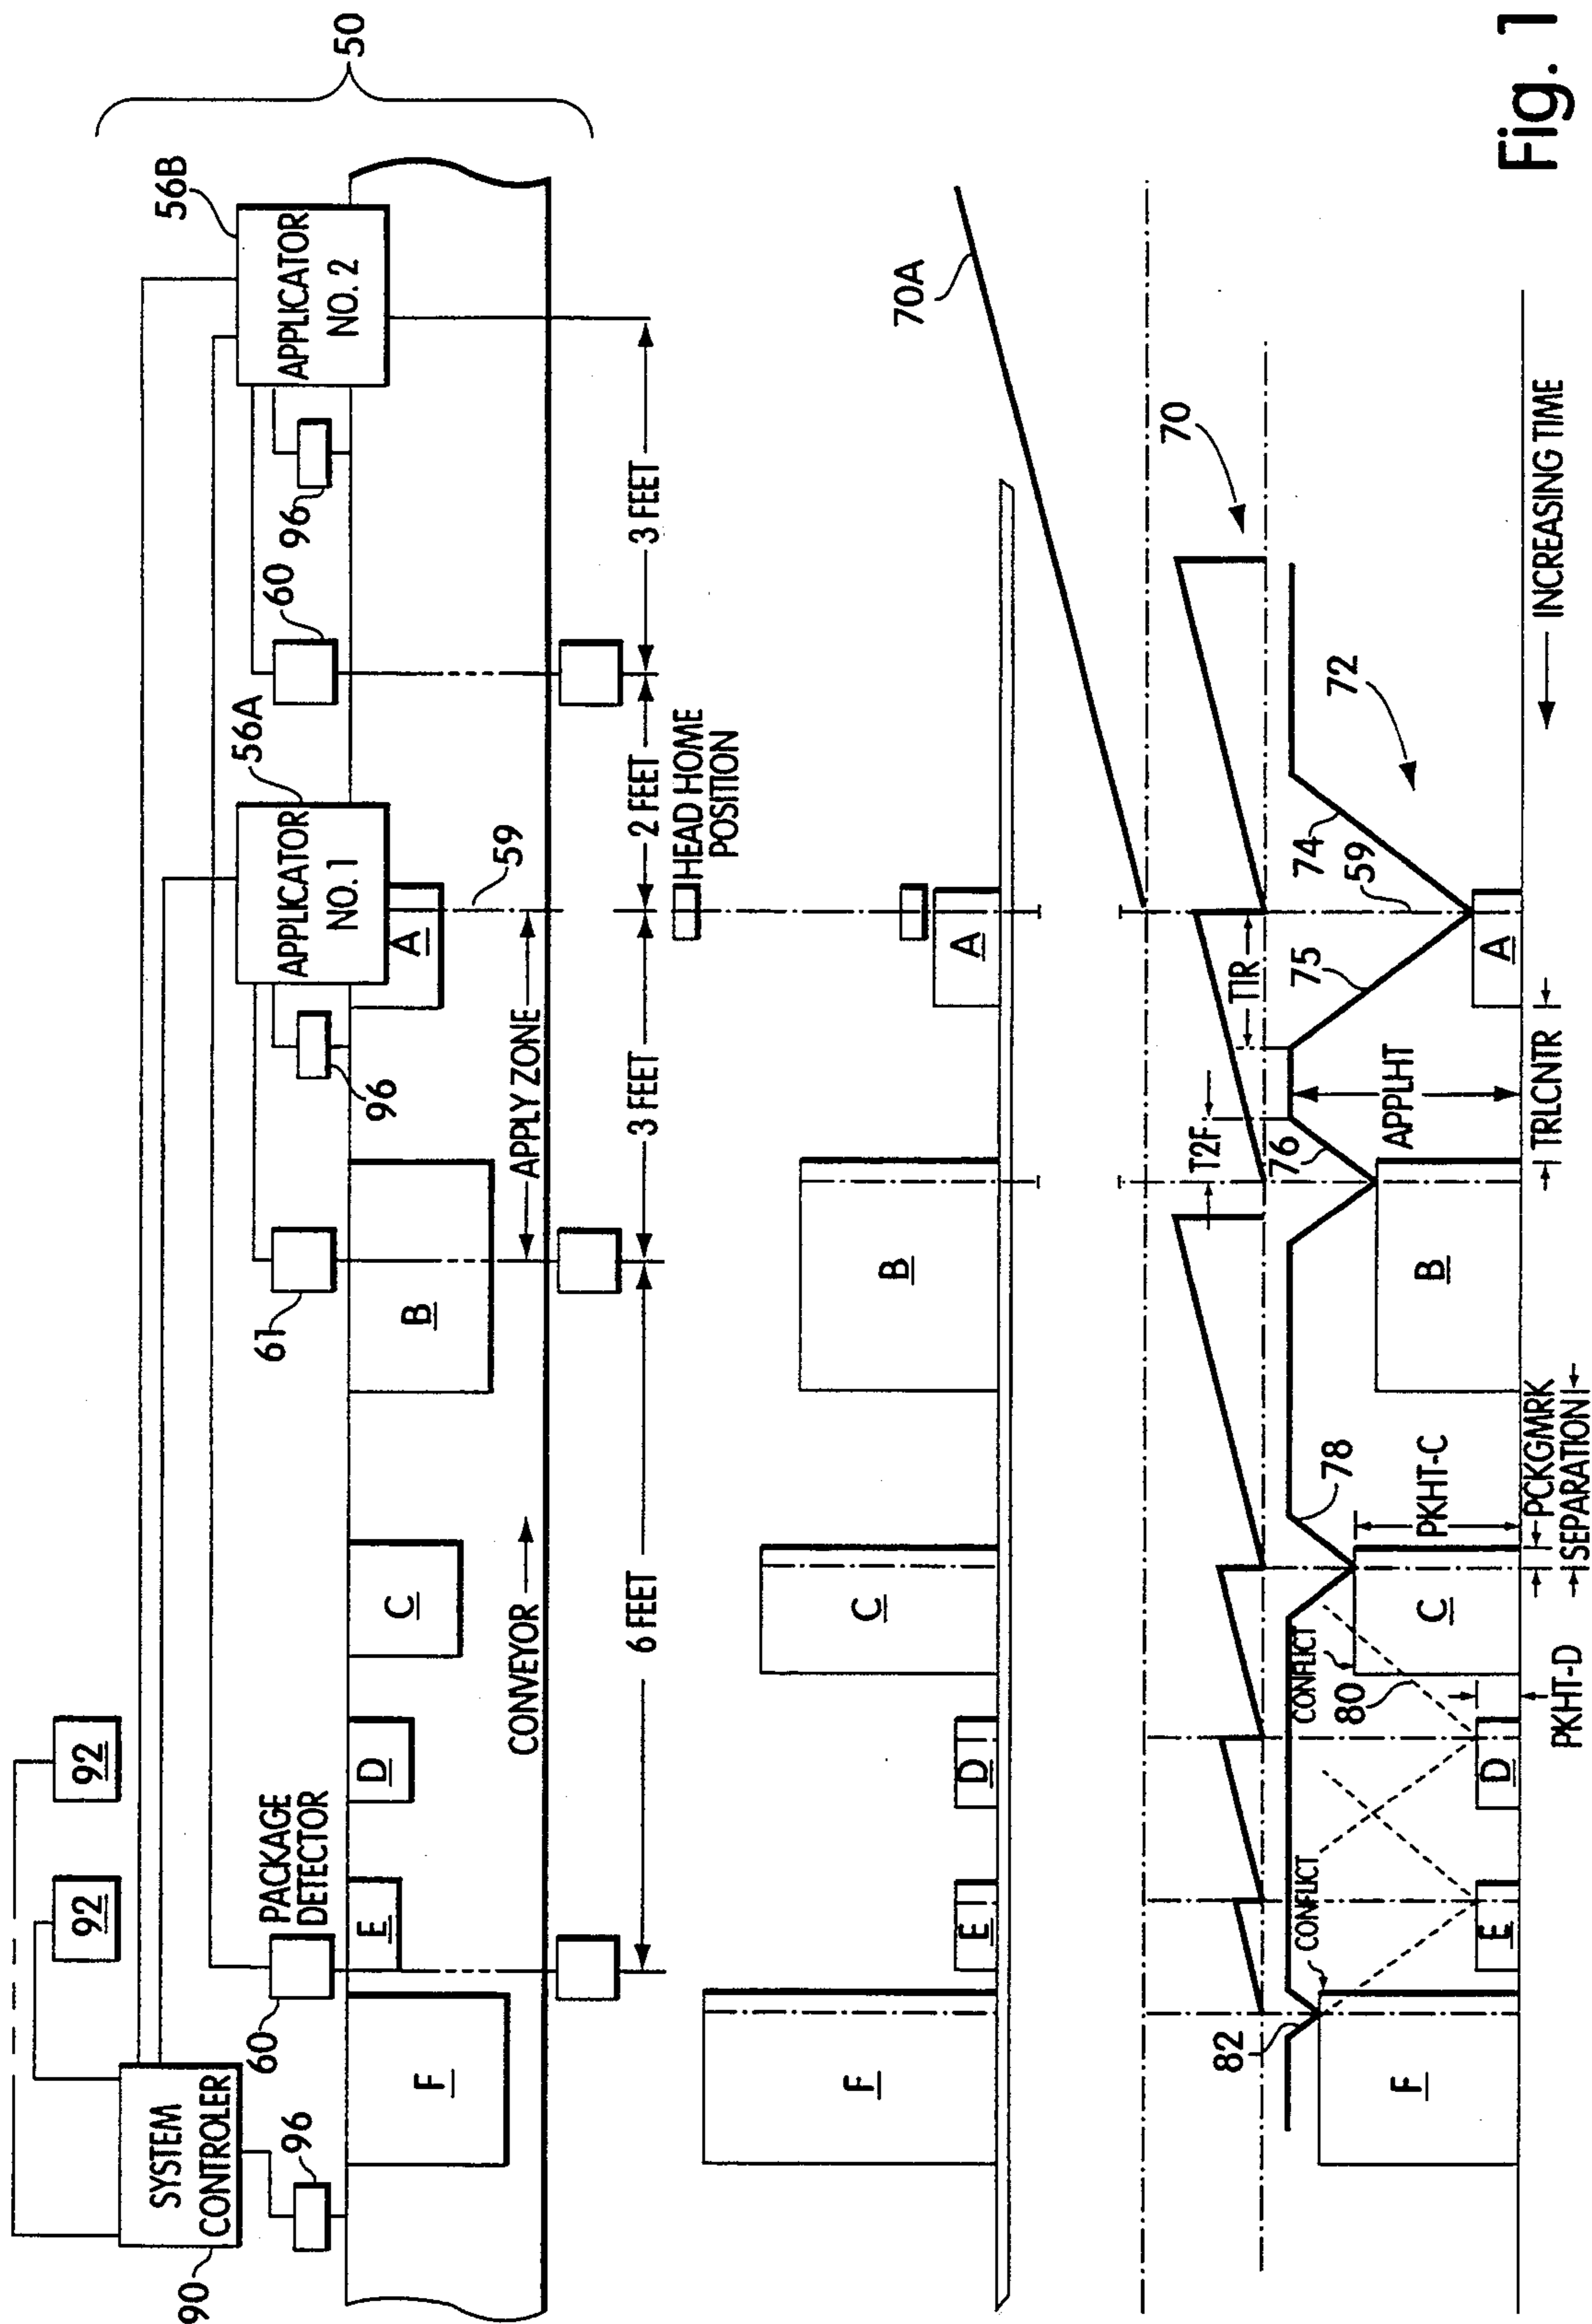 50
56B
APPLICATOR
NO. 2
96
60
56A
APPLICATOR
NO. 1
96
61
92
92
PACKAGE
DETECTOR
60
SYSTEM
CONTROLER
90
96
A
59
B
C
D
E
F
CONVEYOR
APPLY ZONE
6 FEET
3 FEET
2 FEET
3 FEET
HEAD HOME
POSITION
A
B
C
D
E
F
70A
70
72
74
59
75
T1R
T2F
76
APPLHT
TRLCNTR
78
PKHT-C
PCKGMRK
SEPARATION
CONFLICT
80
PKHT-D
CONFLICT
82
A
B
C
D
E
F
INCREASING TIME
Fig. 1